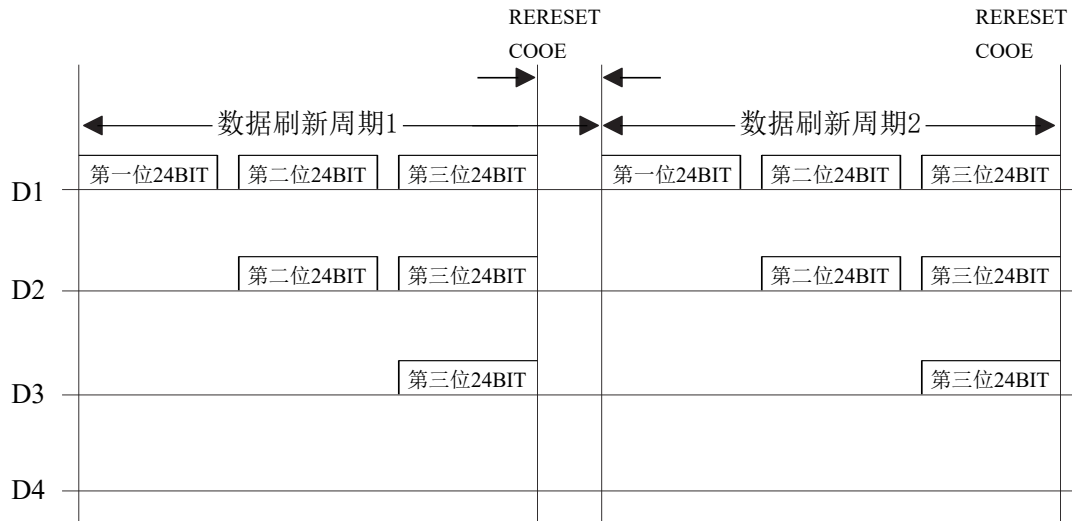 RERESET
COOE
RERESET
COOE
数据刷新周期1
数据刷新周期2
D1
第一位24BIT
第二位24BIT
第三位24BIT
第一位24BIT
第二位24BIT
第三位24BIT
D2
第二位24BIT
第三位24BIT
第二位24BIT
第三位24BIT
D3
第三位24BIT
第三位24BIT
D4